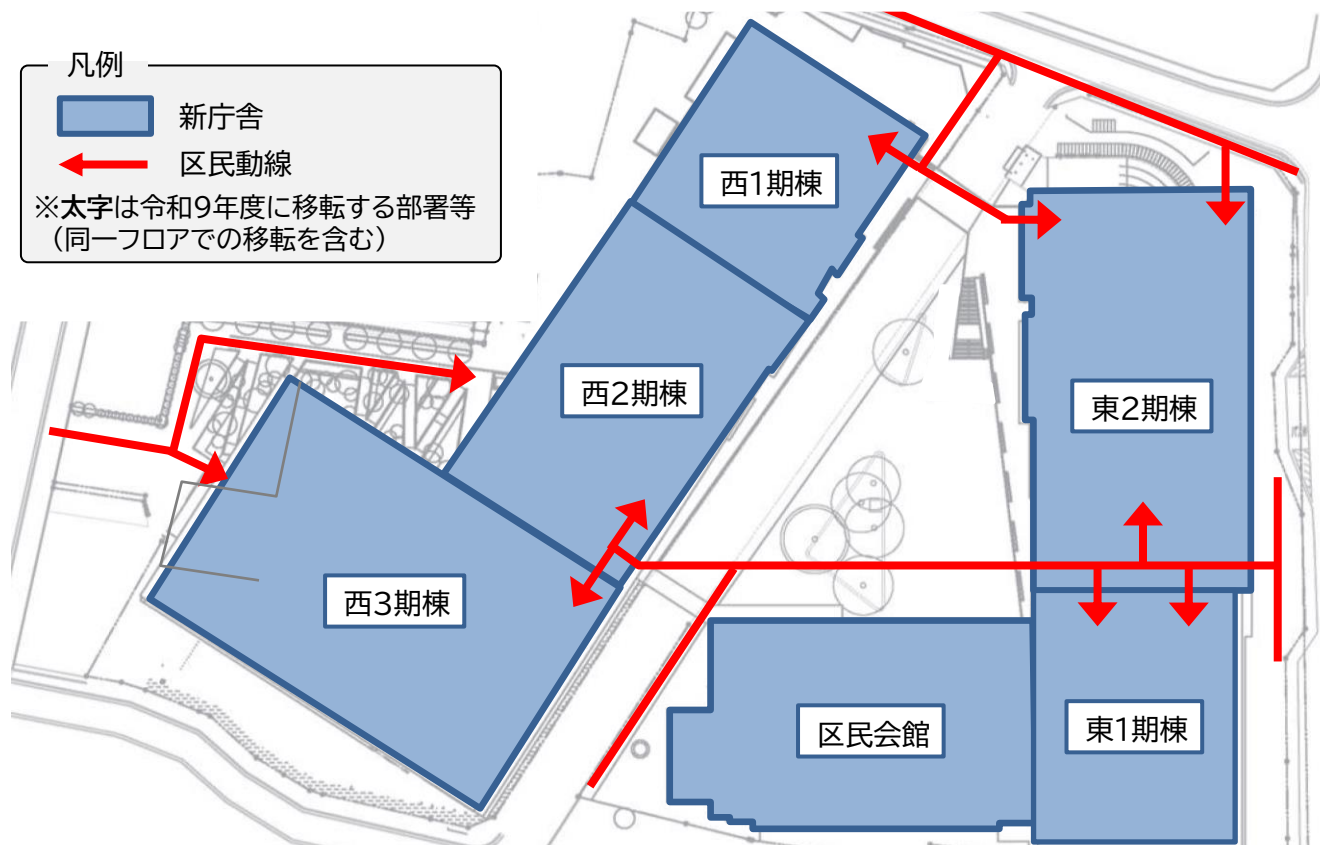 凡例
新庁舎
区民動線
※太字は令和9年度に移転する部署等
（同一フロアでの移転を含む）
西1期棟
西2期棟
東2期棟
西3期棟
区民会館
東1期棟